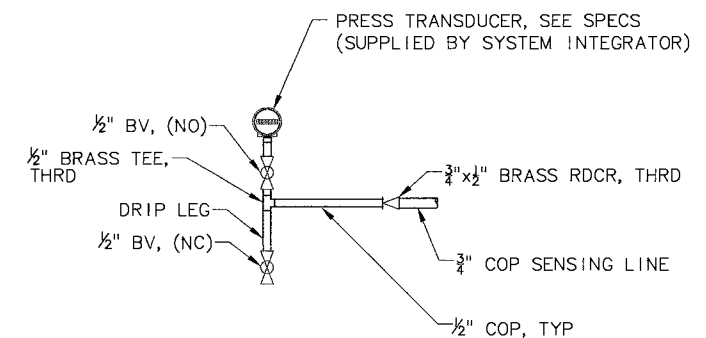 PRESS TRANSDUCER, SEE SPECS
(SUPPLIED BY SYSTEM INTEGRATOR)
½" BV, (NO)
½" BRASS TEE,
THRD
¾"x½" BRASS RDCR, THRD
DRIP LEG
½" BV, (NC)
¾" COP SENSING LINE
½" COP, TYP